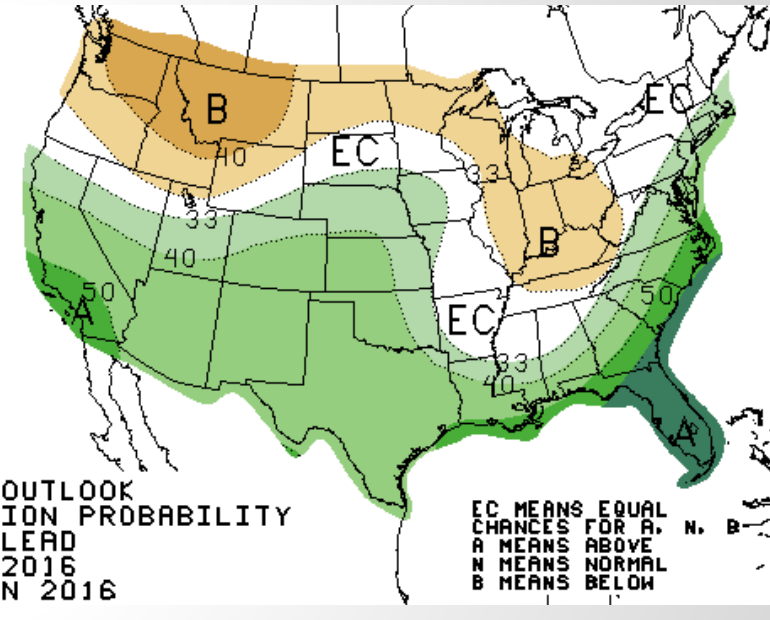 EC
B
40
EC
33
33
40
B
50
A
50
EC
33
40
A
OUTLOOK
ION PROBABILITY
LEAD
2016
N 2016
EC MEANS EQUAL
CHANCES FOR A, N, B
A MEANS ABOVE
N MEANS NORMAL
B MEANS BELOW